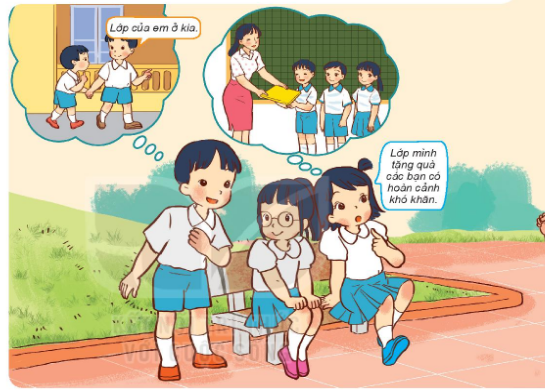 Lớp của em ở kia.
Lớp mình
tặng quà
các bạn có
hoàn cảnh
khó khăn.